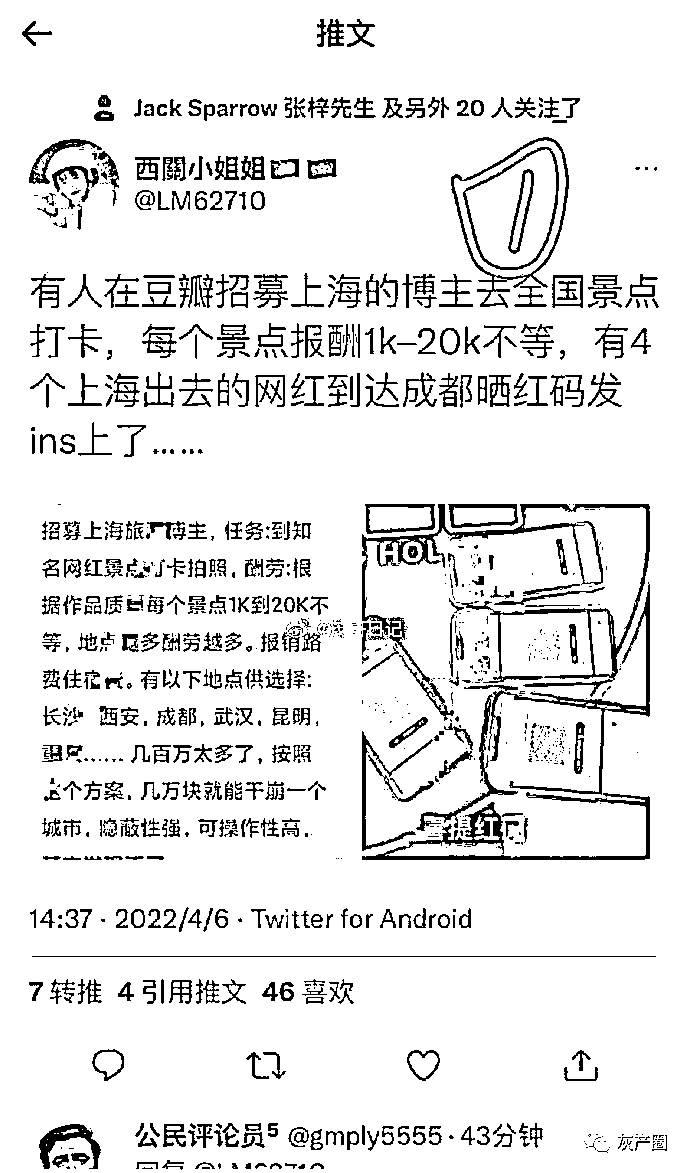 推文
Jack Sparrow 张梓先生 及另外 20 人关注了
西關小姐姐
@LM62710
1
有人在豆瓣招募上海的博主去全国景点
打卡，每个景点报酬1k–20k不等，有4
个上海出去的网红到达成都晒红码发
ins上了……
招募上海旅 博主，任务:到知
名网红景点打卡拍照，酬劳:根
据作品质 每个景点1K到20K不
等，地点 多酬劳越多。报销路
费住宿 。有以下地点供选择:
长沙 西安，成都，武汉，昆明，
…… 几百万太多了，按照
个方案，几万块就能干崩一个
城市，隐蔽性强，可操作性高，
HOL
日记
提红
14:37 · 2022/4/6 · Twitter for Android
7 转推 4 引用推文 46 喜欢
公民评论员⁵ @gmply5555 · 43分钟
回复 @LM62710
灰产圈